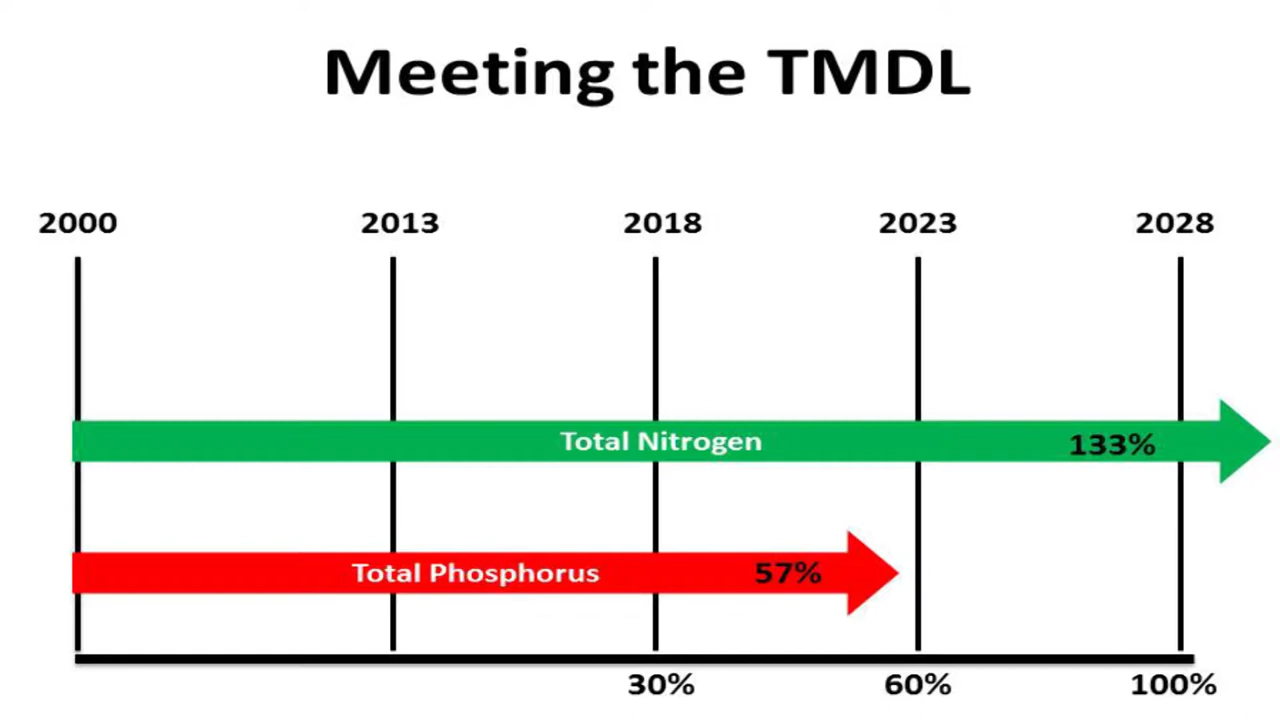 Meeting the TMDL
2000 2013 2018 2023 2028
Total Nitrogen 133%
Total Phosphorus 57%
30% 60% 100%